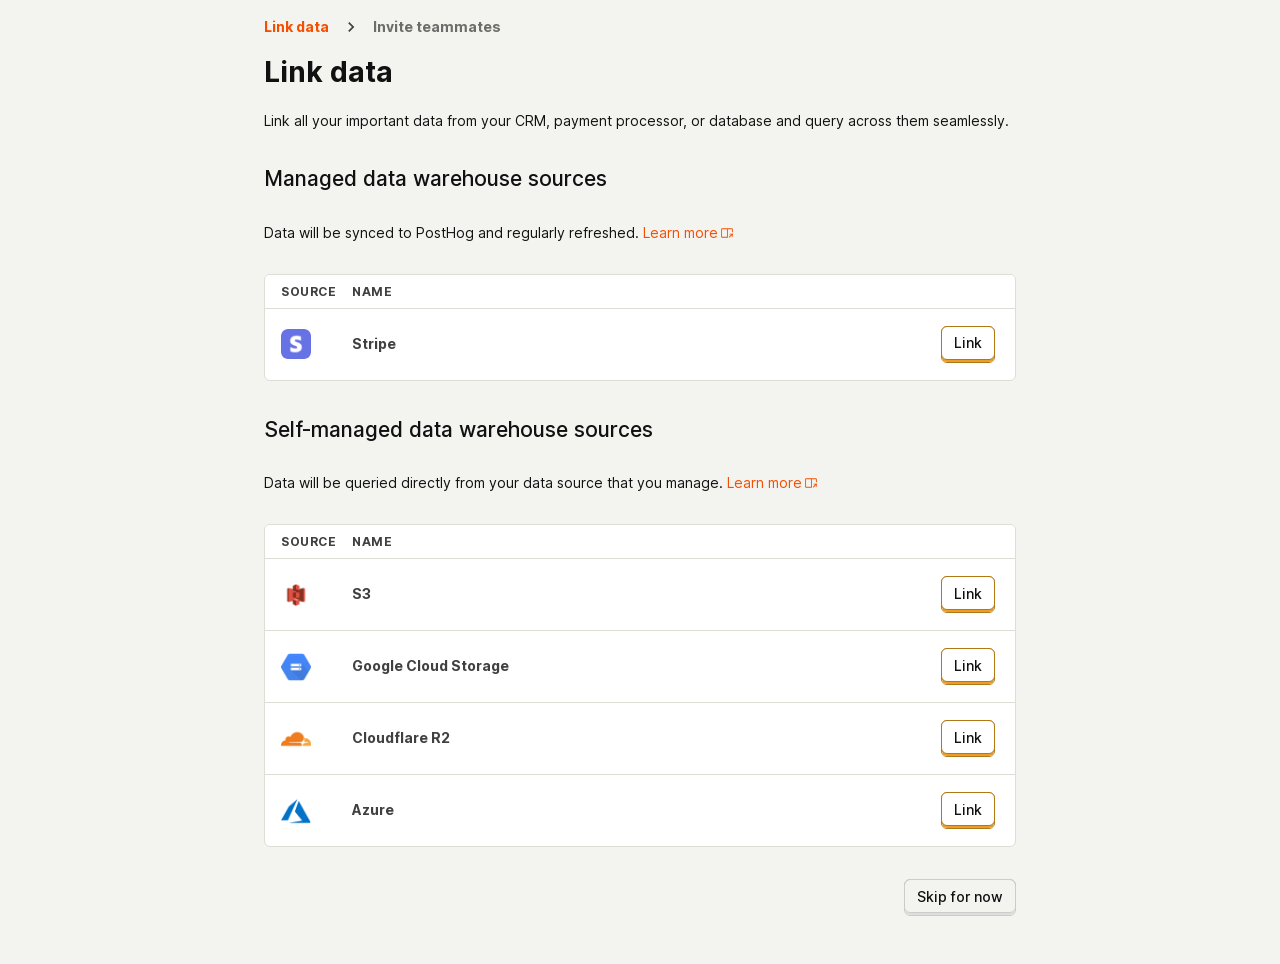 Link data > Invite teammates
Link data
Link all your important data from your CRM, payment processor, or database and query across them seamlessly.
Managed data warehouse sources
Data will be synced to PostHog and regularly refreshed. Learn more
SOURCE NAME
S Stripe Link
Self-managed data warehouse sources
Data will be queried directly from your data source that you manage. Learn more
SOURCE NAME
S3 Link
Google Cloud Storage Link
Cloudflare R2 Link
Azure Link
Skip for now